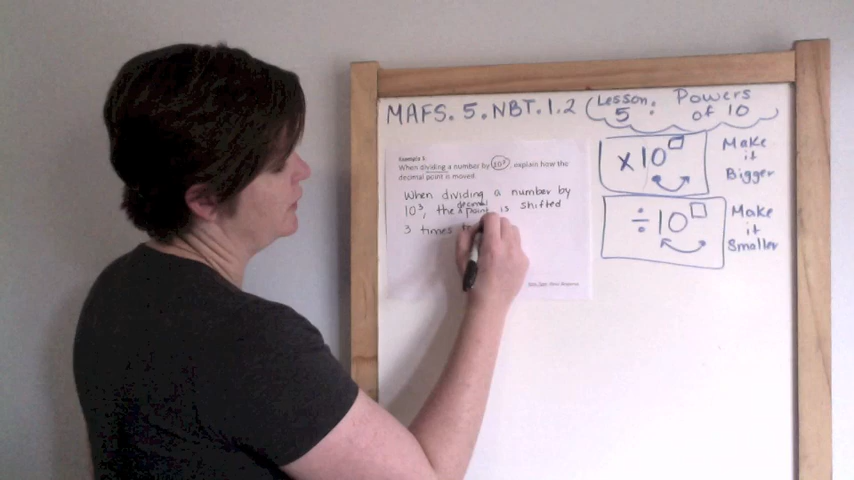 MAFS.5.NBT.1.2
Lesson 5: Powers of 10
Example 5:
When dividing a number by 10³, explain how the
decimal point is moved.
When dividing a number by
10³, the decimal point is shifted
3 times
x10
Make
it
Bigger
÷10
Make
it
Smaller